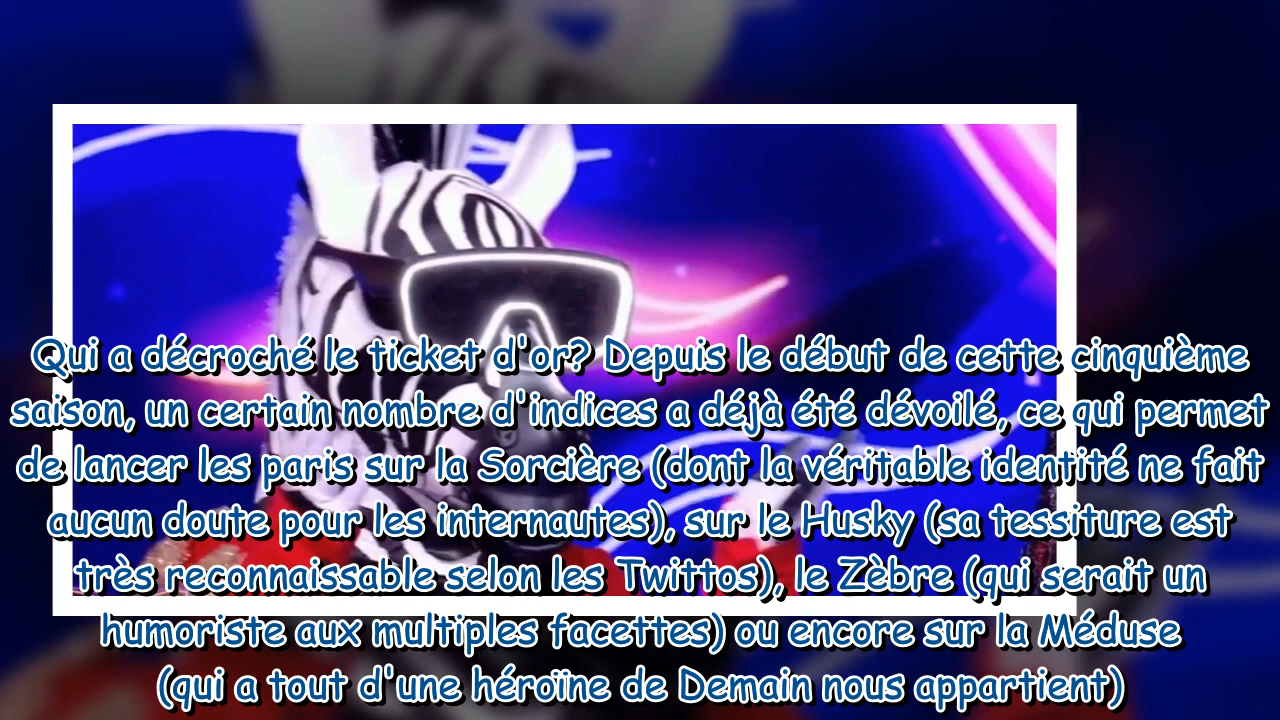 Qui a décroché le ticket d'or? Depuis le début de cette cinquième
saison, un certain nombre d'indices a déjà été dévoilé, ce qui permet
de lancer les paris sur la Sorcière (dont la véritable identité ne fait
aucun doute pour les internautes), sur le Husky (sa tessiture est
très reconnaissable selon les Twittos), le Zèbre (qui serait un
humoriste aux multiples facettes) ou encore sur la Méduse
(qui a tout d'une héroïne de Demain nous appartient)